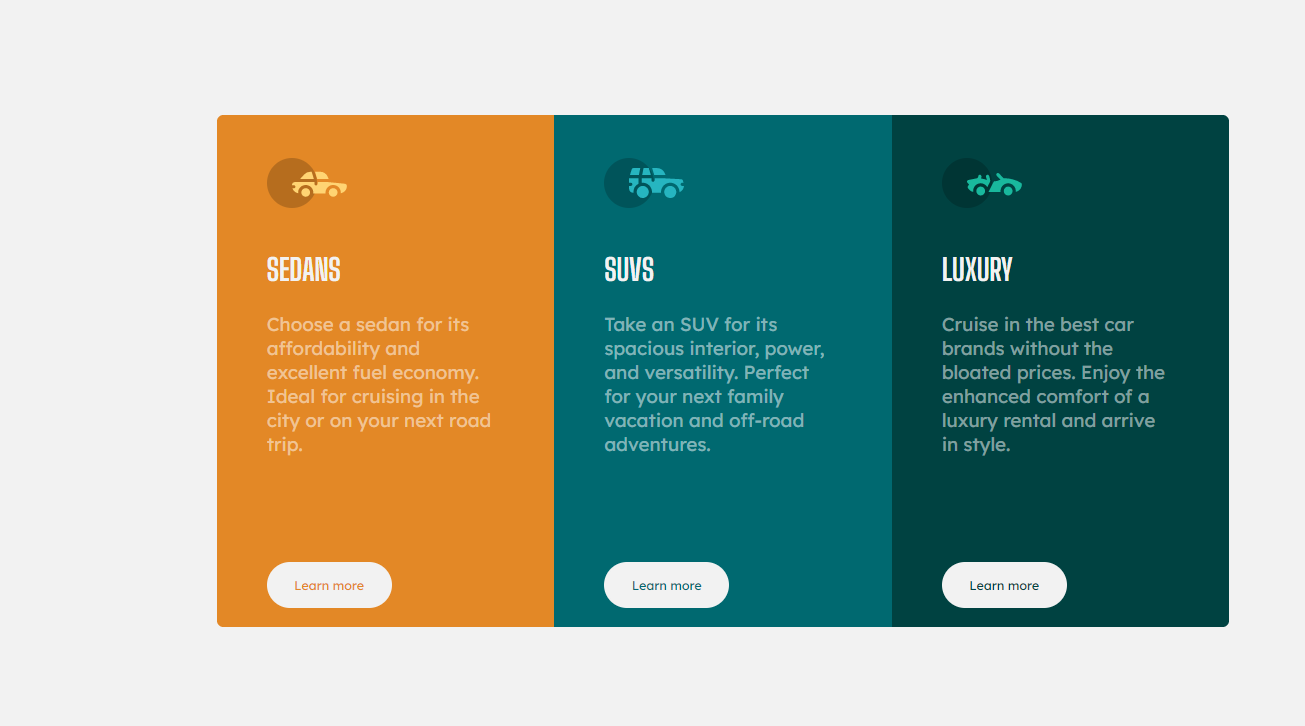 SEDANS
Choose a sedan for its
affordability and
excellent fuel economy.
Ideal for cruising in the
city or on your next road
trip.
Learn more
SUVS
Take an SUV for its
spacious interior, power,
and versatility. Perfect
for your next family
vacation and off-road
adventures.
Learn more
LUXURY
Cruise in the best car
brands without the
bloated prices. Enjoy the
enhanced comfort of a
luxury rental and arrive
in style.
Learn more